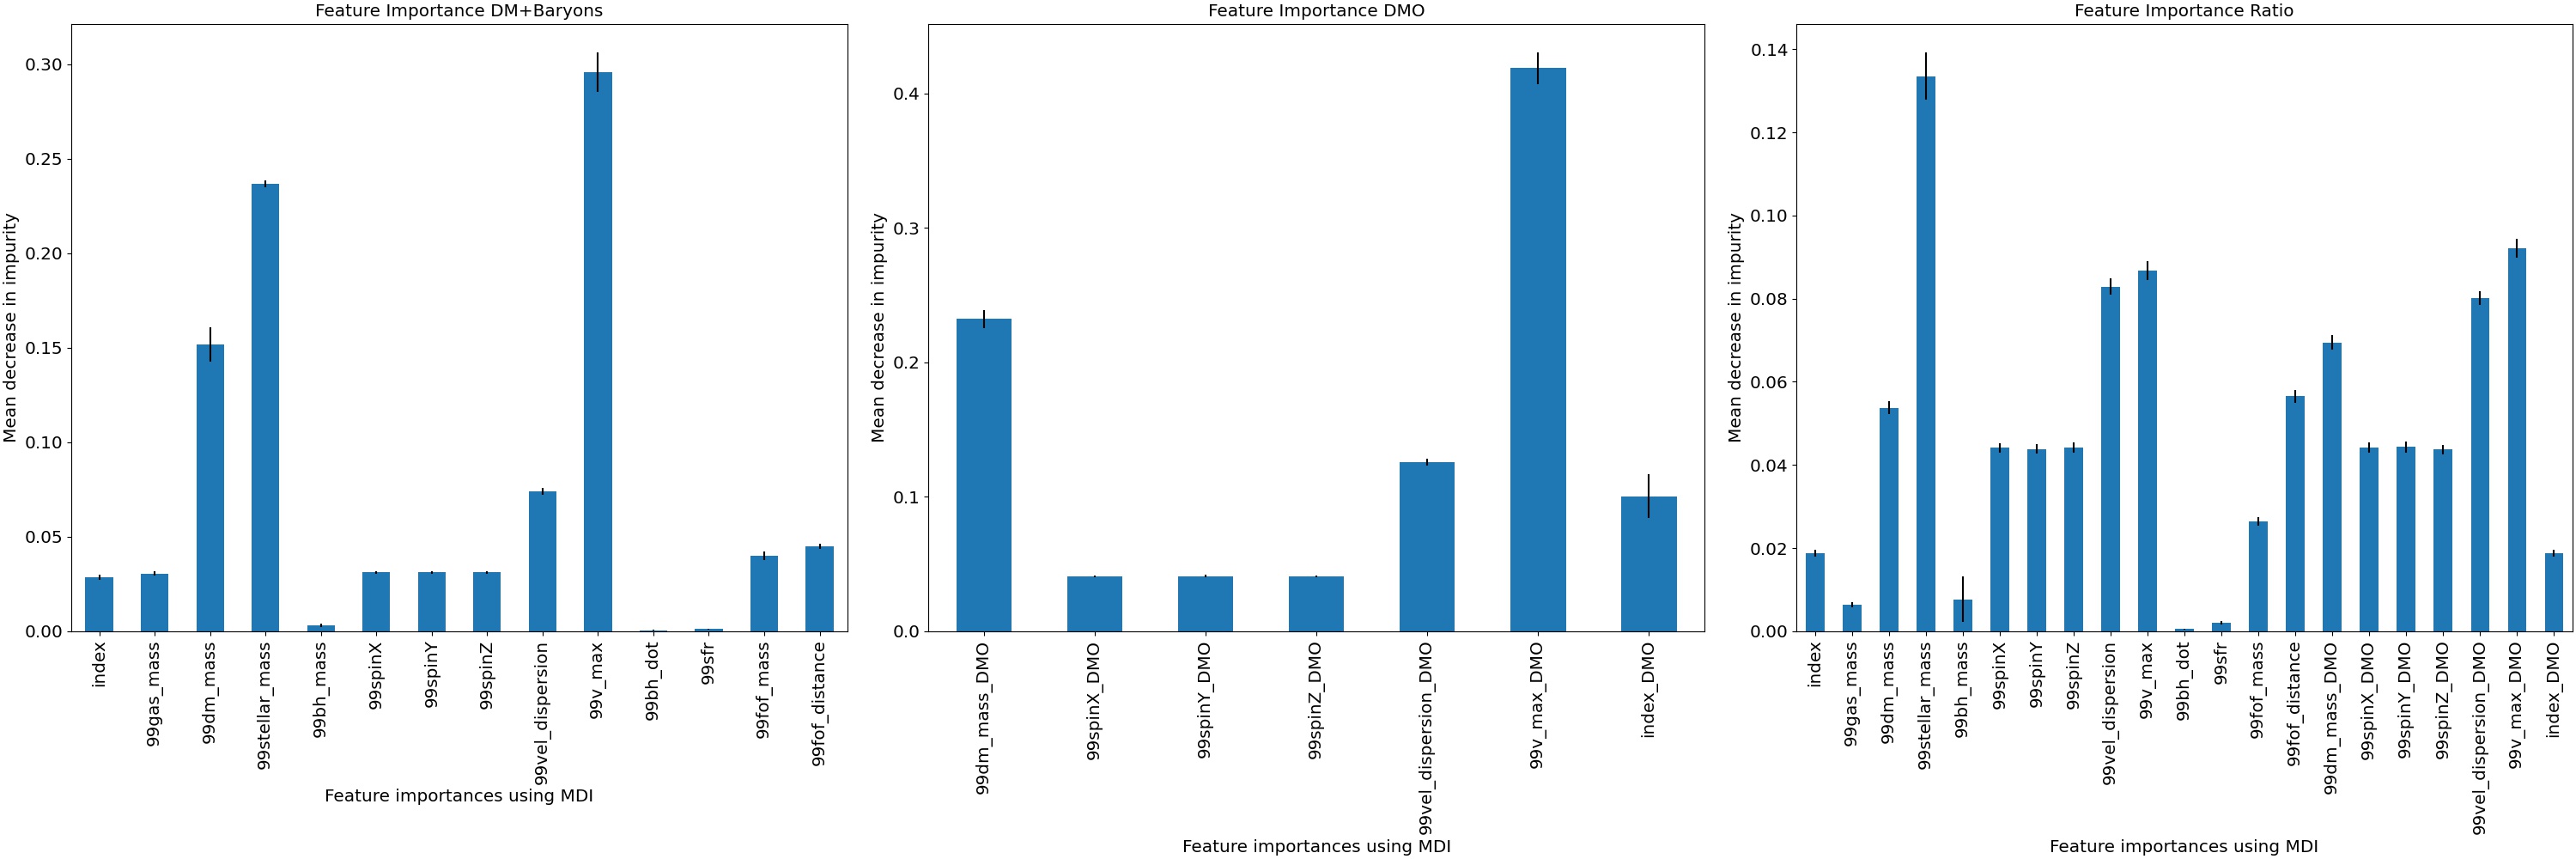 Feature Importance DM+Baryons
Mean decrease in impurity
0.30
0.25
0.20
0.15
0.10
0.05
0.00
index
99gas_mass
99dm_mass
99stellar_mass
99bh_mass
99spinX
99spinY
99spinZ
99vel_dispersion
99v_max
99bh_dot
99sfr
99fof_mass
99fof_distance
Feature importances using MDI
Feature Importance DMO
Mean decrease in impurity
0.4
0.3
0.2
0.1
0.0
99dm_mass_DMO
99spinX_DMO
99spinY_DMO
99spinZ_DMO
99vel_dispersion_DMO
99v_max_DMO
index_DMO
Feature importances using MDI
Feature Importance Ratio
Mean decrease in impurity
0.14
0.12
0.10
0.08
0.06
0.04
0.02
0.00
index
99gas_mass
99dm_mass
99stellar_mass
99bh_mass
99spinX
99spinY
99spinZ
99vel_dispersion
99v_max
99bh_dot
99sfr
99fof_mass
99fof_distance
99dm_mass_DMO
99spinX_DMO
99spinY_DMO
99spinZ_DMO
99vel_dispersion_DMO
99v_max_DMO
index_DMO
Feature importances using MDI